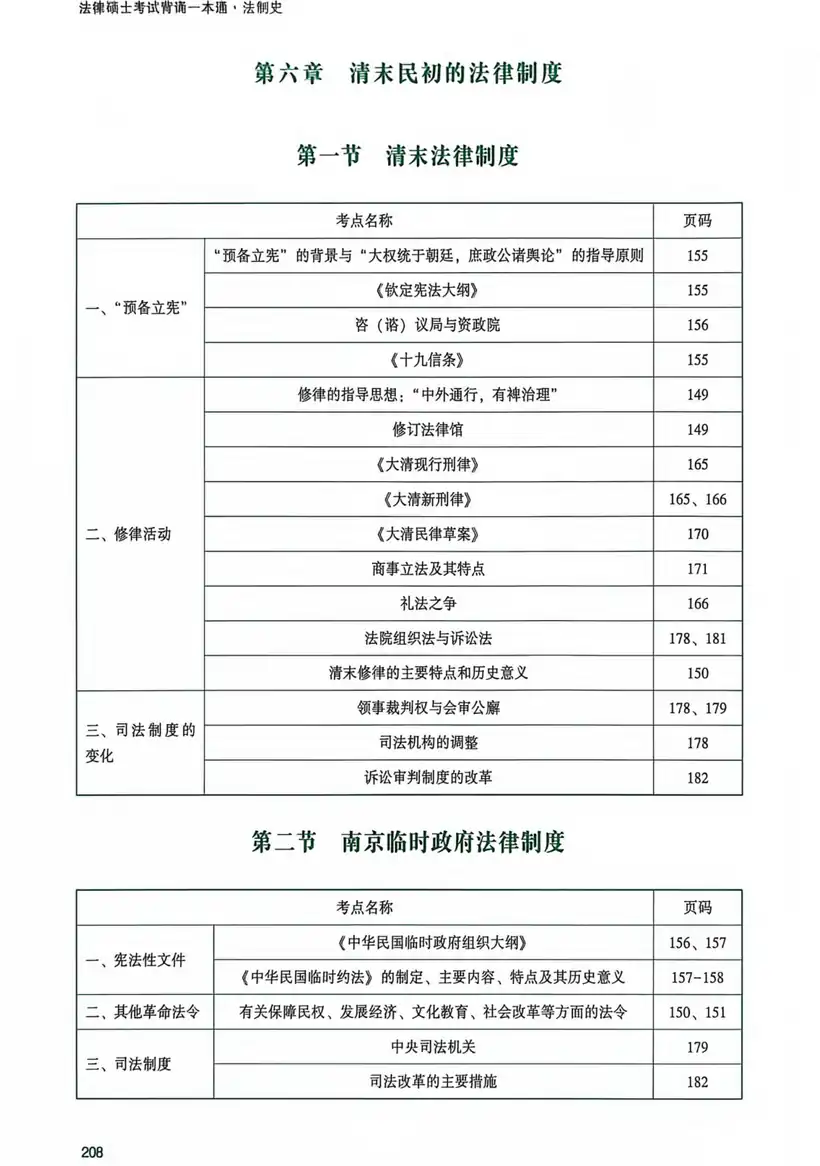 法律硕士考试背诵一本通·法制史
第六章 清末民初的法律制度
第一节 清末法律制度
考点名称 页码
一、“预备立宪”
“预备立宪”的背景与“大权统于朝廷，庶政公诸舆论”的指导原则 155
《钦定宪法大纲》 155
咨（谘）议局与资政院 156
《十九信条》 155
二、修律活动
修律的指导思想：“中外通行，有裨治理” 149
修订法律馆 149
《大清现行刑律》 165
《大清新刑律》 165、166
《大清民律草案》 170
商事立法及其特点 171
礼法之争 166
法院组织法与诉讼法 178、181
清末修律的主要特点和历史意义 150
三、司法制度的
变化
领事裁判权与会审公廨 178、179
司法机构的调整 178
诉讼审判制度的改革 182
第二节 南京临时政府法律制度
考点名称 页码
一、宪法性文件
《中华民国临时政府组织大纲》 156、157
《中华民国临时约法》的制定、主要内容、特点及其历史意义 157-158
二、其他革命法令 有关保障民权、发展经济、文化教育、社会改革等方面的法令 150、151
三、司法制度
中央司法机关 179
司法改革的主要措施 182
208